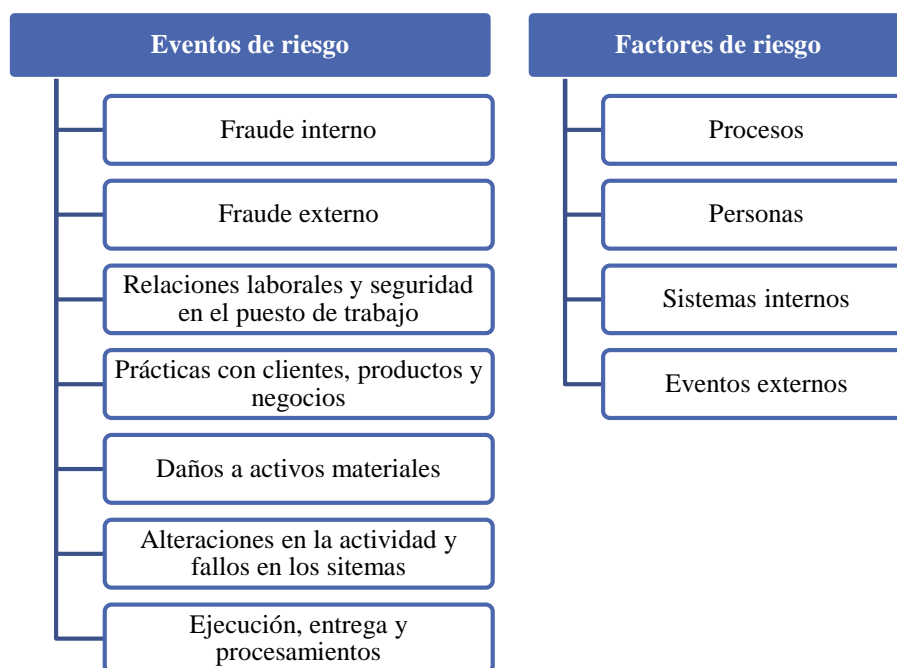 Eventos de riesgo
Fraude interno
Fraude externo
Relaciones laborales y seguridad
en el puesto de trabajo
Prácticas con clientes, productos y
negocios
Daños a activos materiales
Alteraciones en la actividad y
fallos en los sitemas
Ejecución, entrega y
procesamientos
Factores de riesgo
Procesos
Personas
Sistemas internos
Eventos externos